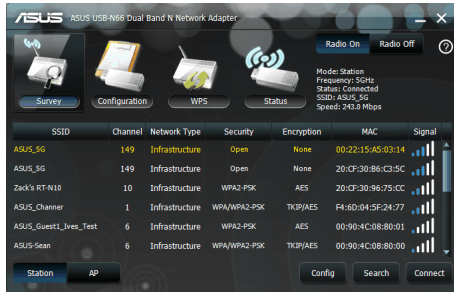 ASUS ASUS USB-N66 Dual Band N Network Adapter
Radio On Radio Off
Mode: Station
Frequency: 5GHz
Status: Connected
SSID: ASUS_5G
Speed: 243.0 Mbps
Survey Configuration WPS Status
SSID Channel Network Type Security Encryption MAC Signal
ASUS_5G 149 Infrastructure Open None 00:22:15:A5:03:14
ASUS_5G 149 Infrastructure Open None 20:CF:30:B6:C3:5C
Zack's RT-N10 10 Infrastructure WPA2-PSK AES 20:CF:30:96:75:CC
ASUS_Channer 1 Infrastructure WPA/WPA2-PSK TKIP/AES F4:6D:04:5F:24:77
ASUS_Guest1_Ives_Test 6 Infrastructure WPA2-PSK AES 00:90:4C:08:80:01
ASUS-Sean 6 Infrastructure WPA/WPA2-PSK TKIP/AES 00:90:4C:08:80:00
Station AP Config Search Connect